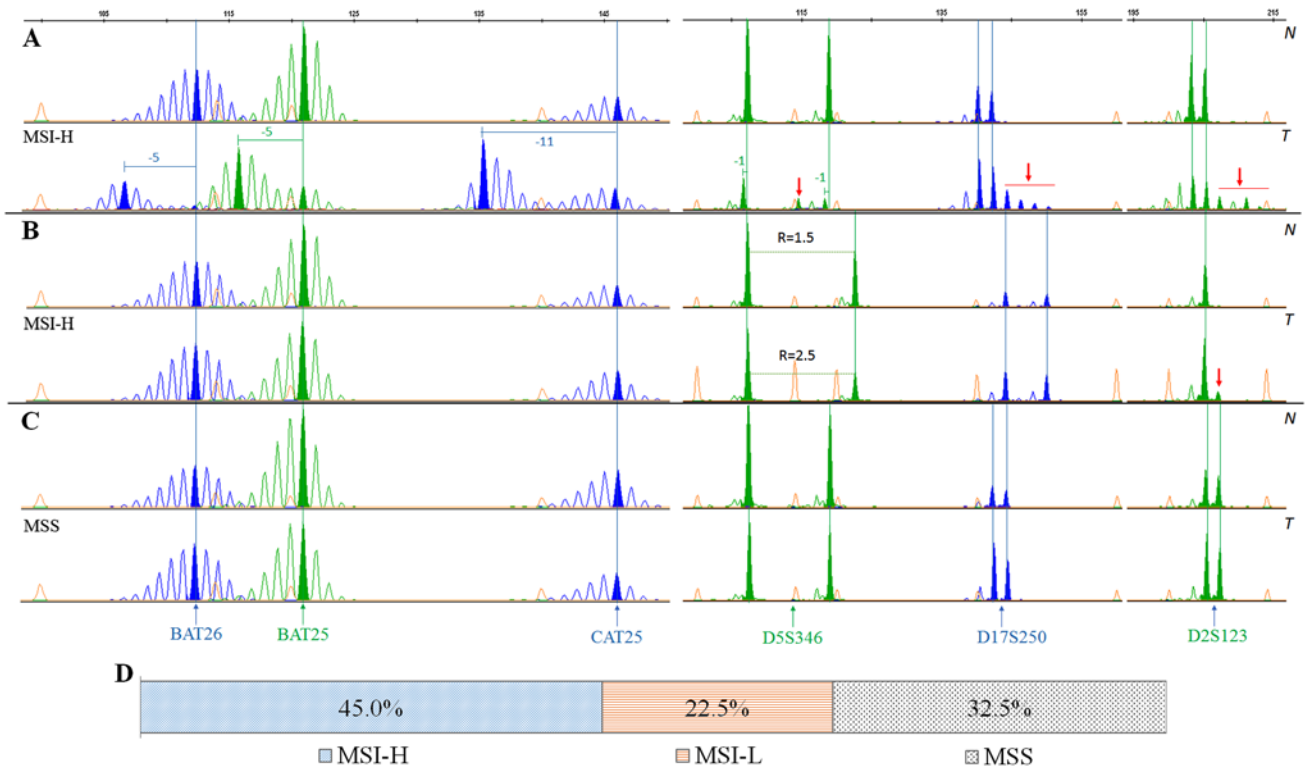 105 115 125 135 145 115 135 155 195 215
A N
MSI-H T
-5 -5 -11 -1 -1
B N
R=1.5
MSI-H T
R=2.5
C N
MSS T
BAT26 BAT25 CAT25 D5S346 D17S250 D2S123
D
45.0% 22.5% 32.5%
MSI-H MSI-L MSS